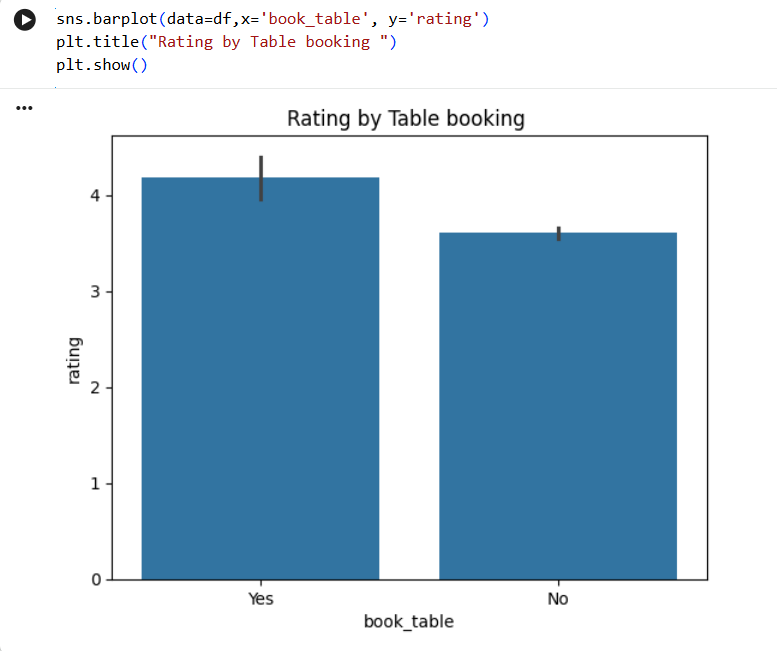 sns.barplot(data=df,x='book_table', y='rating')
plt.title("Rating by Table booking ")
plt.show()
...
Rating by Table booking
4
3
2
1
0
rating
Yes No
book_table